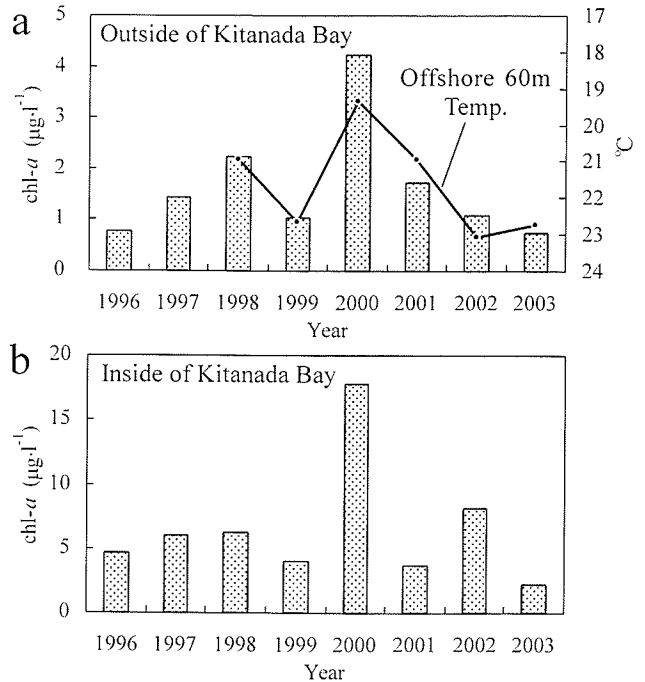 a
Outside of Kitanada Bay
Offshore 60m
Temp.
chl-a (μg·l⁻¹)
5
4
3
2
1
0
17
18
19
20
21
22
23
24
℃
1996 1997 1998 1999 2000 2001 2002 2003
Year
b
Inside of Kitanada Bay
chl-a (μg·l⁻¹)
20
15
10
5
0
1996 1997 1998 1999 2000 2001 2002 2003
Year